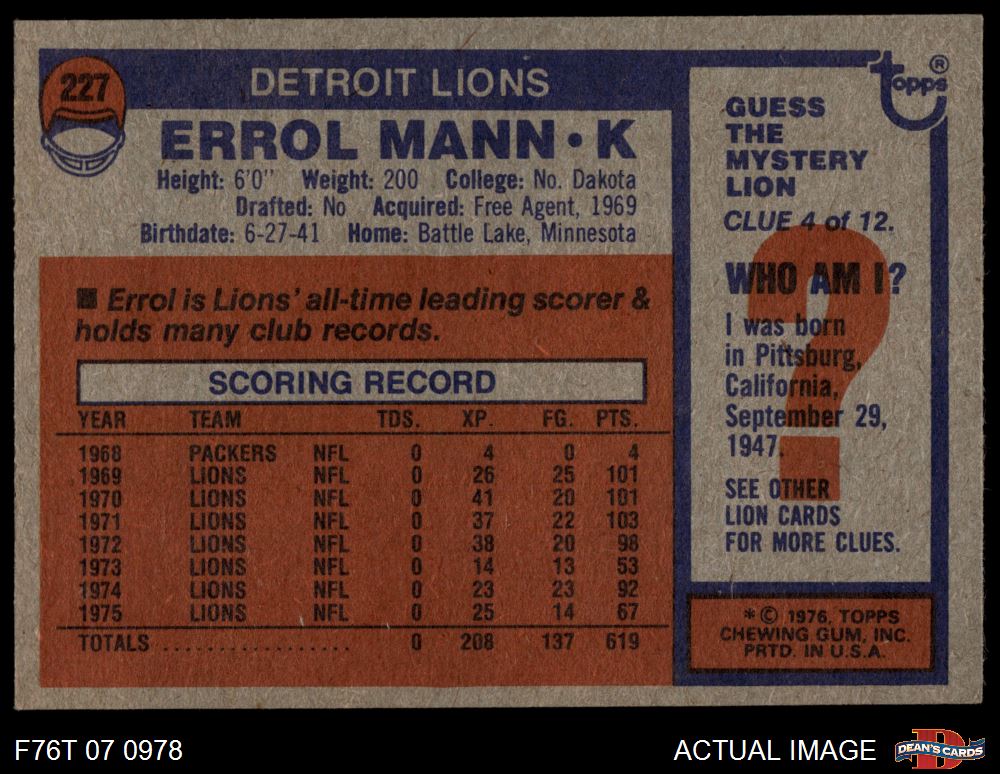 227
DETROIT LIONS
ERROL MANN • K
Height: 6'0" Weight: 200 College: No. Dakota
Drafted: No Acquired: Free Agent, 1969
Birthdate: 6-27-41 Home: Battle Lake, Minnesota
■ Errol is Lions' all-time leading scorer &
holds many club records.
SCORING RECORD
YEAR TEAM TDS. XP. FG. PTS.
1968 PACKERS NFL 0 4 0 4
1969 LIONS NFL 0 26 25 101
1970 LIONS NFL 0 41 20 101
1971 LIONS NFL 0 37 22 103
1972 LIONS NFL 0 38 20 98
1973 LIONS NFL 0 14 13 53
1974 LIONS NFL 0 23 23 92
1975 LIONS NFL 0 25 14 67
TOTALS .................. 0 208 137 619
topps ®
GUESS
THE
MYSTERY
LION
CLUE 4 of 12.
?
WHO AM I?
I was born
in Pittsburg,
California,
September 29,
1947.
SEE OTHER
LION CARDS
FOR MORE CLUES.
*© 1976, TOPPS
CHEWING GUM, INC.
PRTD. IN U.S.A.
F76T 07 0978
ACTUAL IMAGE
D
DEAN'S CARDS